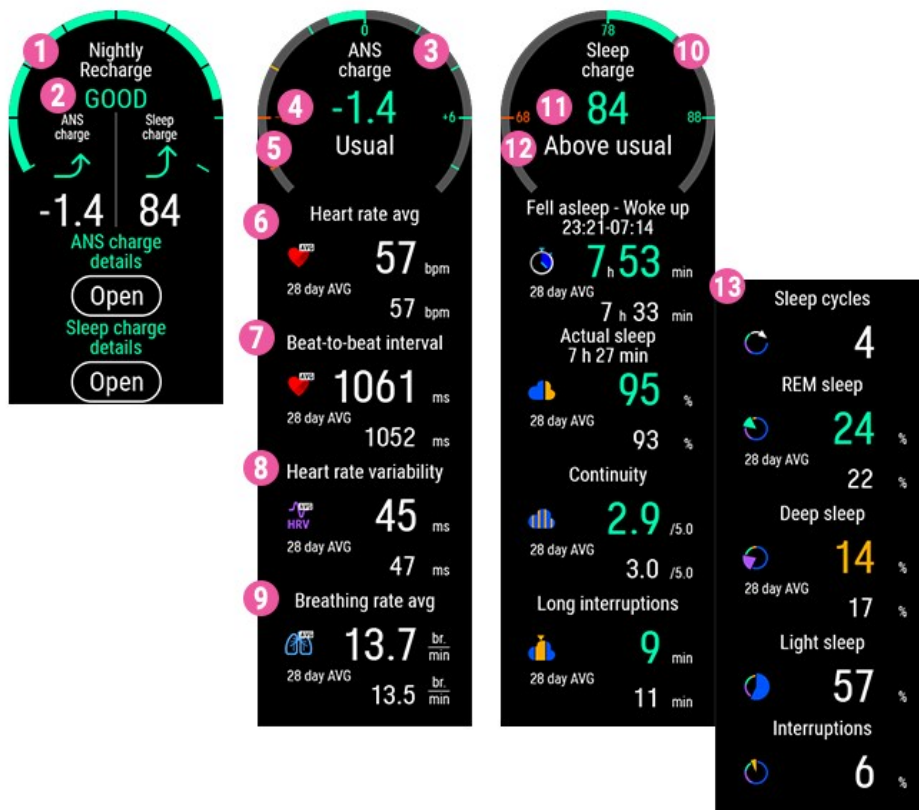 1
Nightly
Recharge
2
GOOD
ANS
charge
Sleep
charge
-1.4
84
ANS charge
details
Open
Sleep charge
details
Open
0
3
ANS
charge
4
-1.4
+6
5
Usual
6
Heart rate avg
AVG
57 bpm
28 day AVG
57 bpm
7
Beat-to-beat interval
AVG
1061 ms
28 day AVG
1052 ms
8
Heart rate variability
AVG
HRV
45 ms
28 day AVG
47 ms
9
Breathing rate avg
AVG
13.7 br.
min
28 day AVG
13.5 br.
min
78
10
Sleep
charge
68
11
84
88
12
Above usual
Fell asleep - Woke up
23:21-07:14
7 h 53 min
28 day AVG
7 h 33 min
Actual sleep
7 h 27 min
95 %
28 day AVG
93 %
Continuity
2.9 /5.0
28 day AVG
3.0 /5.0
Long interruptions
9 min
28 day AVG
11 min
13
Sleep cycles
4
REM sleep
24 %
28 day AVG
22 %
Deep sleep
14 %
28 day AVG
17 %
Light sleep
57 %
Interruptions
6 %